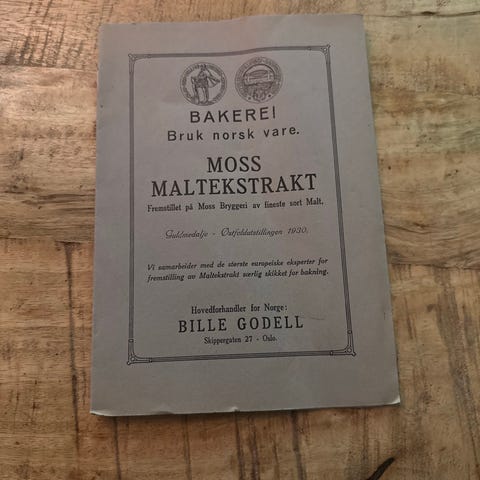 BAKERE!
Bruk norsk vare.
MOSS
MALTEKSTRAKT
Fremstillet på Moss Bryggeri av fineste sort Malt.
Guldmedalje - Østfoldutstillingen 1930.
Vi samarbeider med de største europeiske eksperter for
fremstilling av Maltekstrakt særlig skikket for bakning.
Hovedforhandler for Norge:
BILLE GODELL
Skippergaten 27 - Oslo.